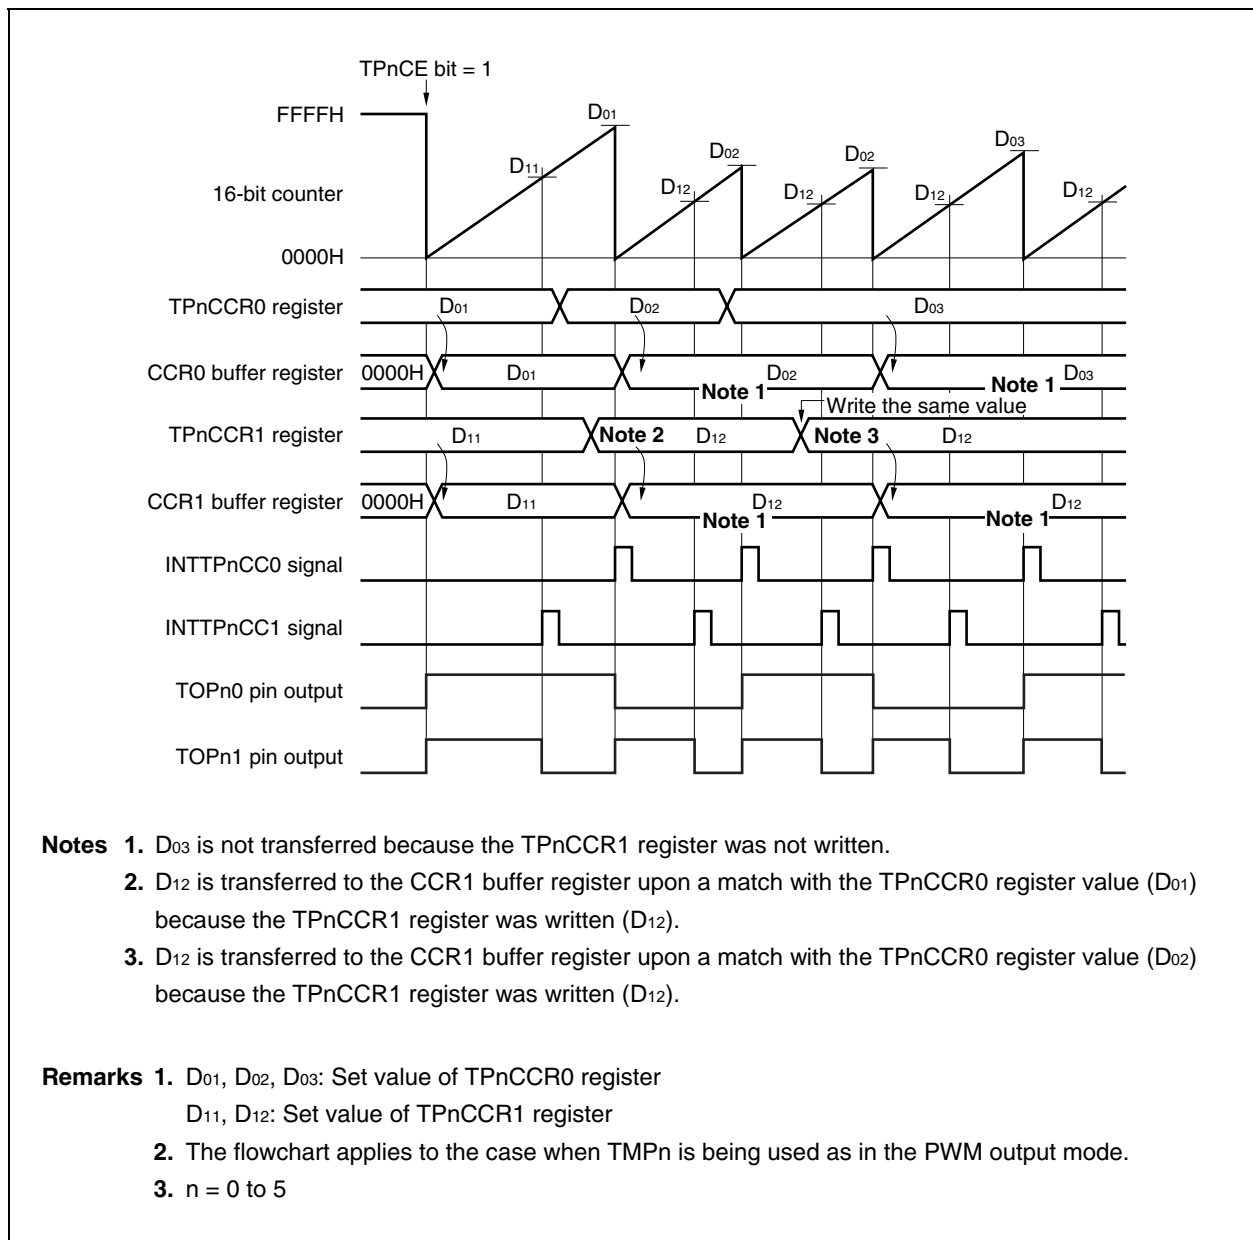 TPnCE bit = 1
FFFFH
D01
D11
D02
D02
D03
16-bit counter
D12
D12
D12
D12
0000H
TPnCCR0 register
D01
D02
D03
CCR0 buffer register
0000H
D01
D02
D03
Note 1
Note 1
Write the same value
TPnCCR1 register
D11
Note 2
D12
Note 3
D12
CCR1 buffer register
0000H
D11
D12
D12
Note 1
Note 1
INTTPnCC0 signal
INTTPnCC1 signal
TOPn0 pin output
TOPn1 pin output
Notes 1. D03 is not transferred because the TPnCCR1 register was not written.
2. D12 is transferred to the CCR1 buffer register upon a match with the TPnCCR0 register value (D01)
because the TPnCCR1 register was written (D12).
3. D12 is transferred to the CCR1 buffer register upon a match with the TPnCCR0 register value (D02)
because the TPnCCR1 register was written (D12).
Remarks 1. D01, D02, D03: Set value of TPnCCR0 register
D11, D12: Set value of TPnCCR1 register
2. The flowchart applies to the case when TMPn is being used as in the PWM output mode.
3. n = 0 to 5